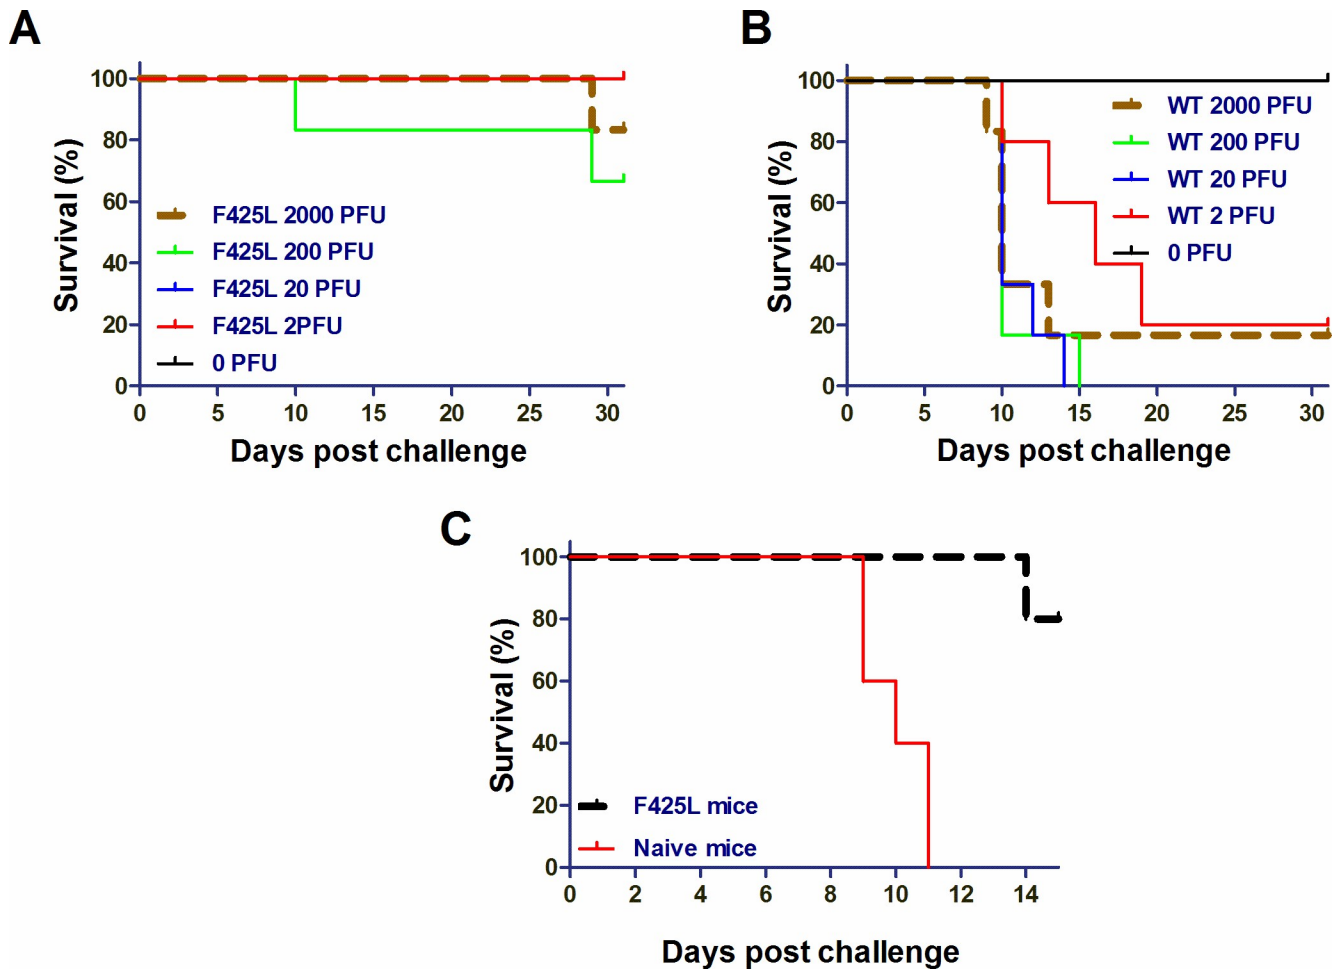 A
100
80
60
40
20
0
Survival (%)
F425L 2000 PFU
F425L 200 PFU
F425L 20 PFU
F425L 2PFU
0 PFU
0 5 10 15 20 25 30
Days post challenge
B
100
80
60
40
20
0
Survival (%)
WT 2000 PFU
WT 200 PFU
WT 20 PFU
WT 2 PFU
0 PFU
0 5 10 15 20 25 30
Days post challenge
C
100
80
60
40
20
0
Survival (%)
F425L mice
Naive mice
0 2 4 6 8 10 12 14
Days post challenge